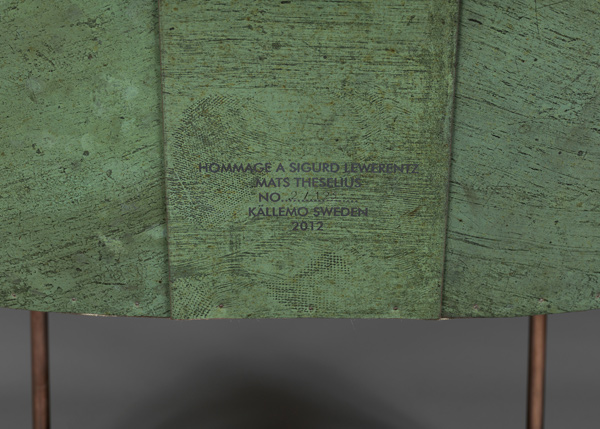 HOMMAGE A SIGURD LEWERENTZ
MATS THESELIUS
NO
KÄLLEMO SWEDEN
2012